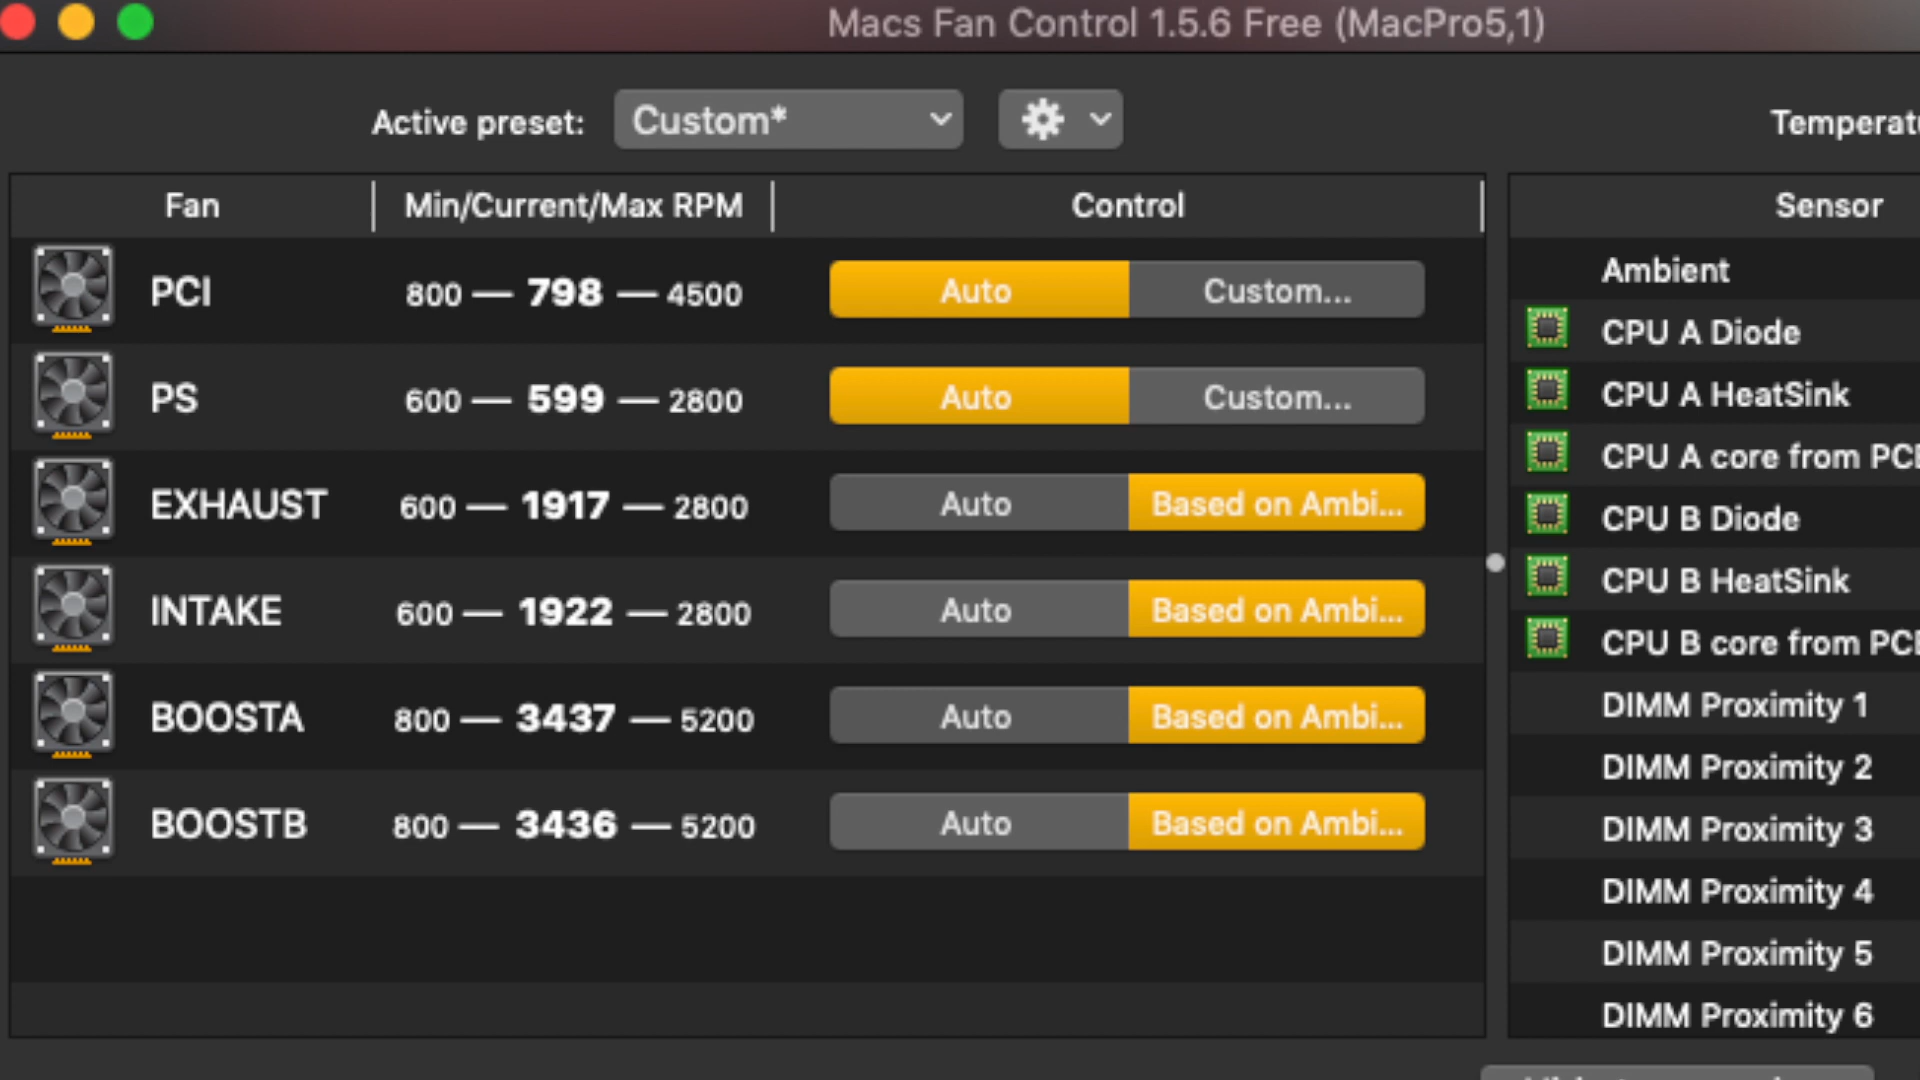 Macs Fan Control 1.5.6 Free (MacPro5,1)
Active preset: Custom*
Fan Min/Current/Max RPM Control
PCI 800 — 798 — 4500 Auto Custom...
PS 600 — 599 — 2800 Auto Custom...
EXHAUST 600 — 1917 — 2800 Auto Based on Ambi...
INTAKE 600 — 1922 — 2800 Auto Based on Ambi...
BOOSTA 800 — 3437 — 5200 Auto Based on Ambi...
BOOSTB 800 — 3436 — 5200 Auto Based on Ambi...
Temperatu
Sensor
Ambient
CPU A Diode
CPU A HeatSink
CPU A core from PC
CPU B Diode
CPU B HeatSink
CPU B core from PC
DIMM Proximity 1
DIMM Proximity 2
DIMM Proximity 3
DIMM Proximity 4
DIMM Proximity 5
DIMM Proximity 6